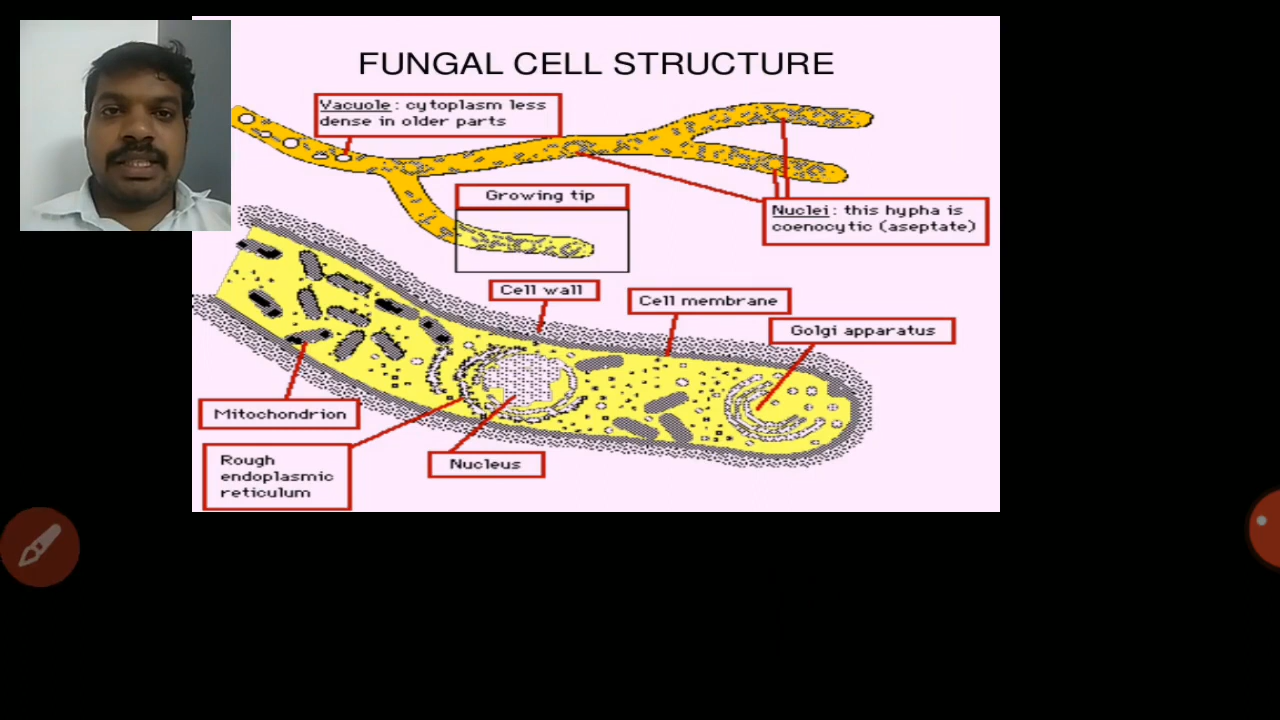 FUNGAL CELL STRUCTURE
Vacuole : cytoplasm less
dense in older parts
Growing tip
Nuclei : this hypha is
coenocytic (aseptate)
Cell wall
Cell membrane
Golgi apparatus
Mitochondrion
Rough
endoplasmic
reticulum
Nucleus